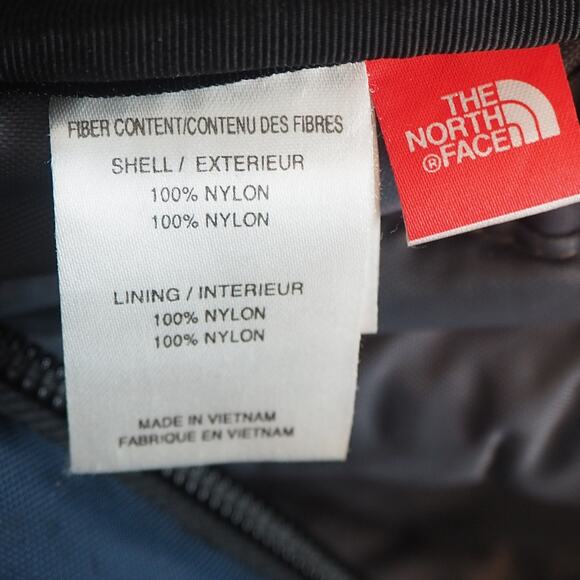 FIBER CONTENT/CONTENU DES FIBRES
SHELL / EXTERIEUR
100% NYLON
100% NYLON
LINING / INTERIEUR
100% NYLON
100% NYLON
MADE IN VIETNAM
FABRIQUE EN VIETNAM
THE
NORTH
®FACE